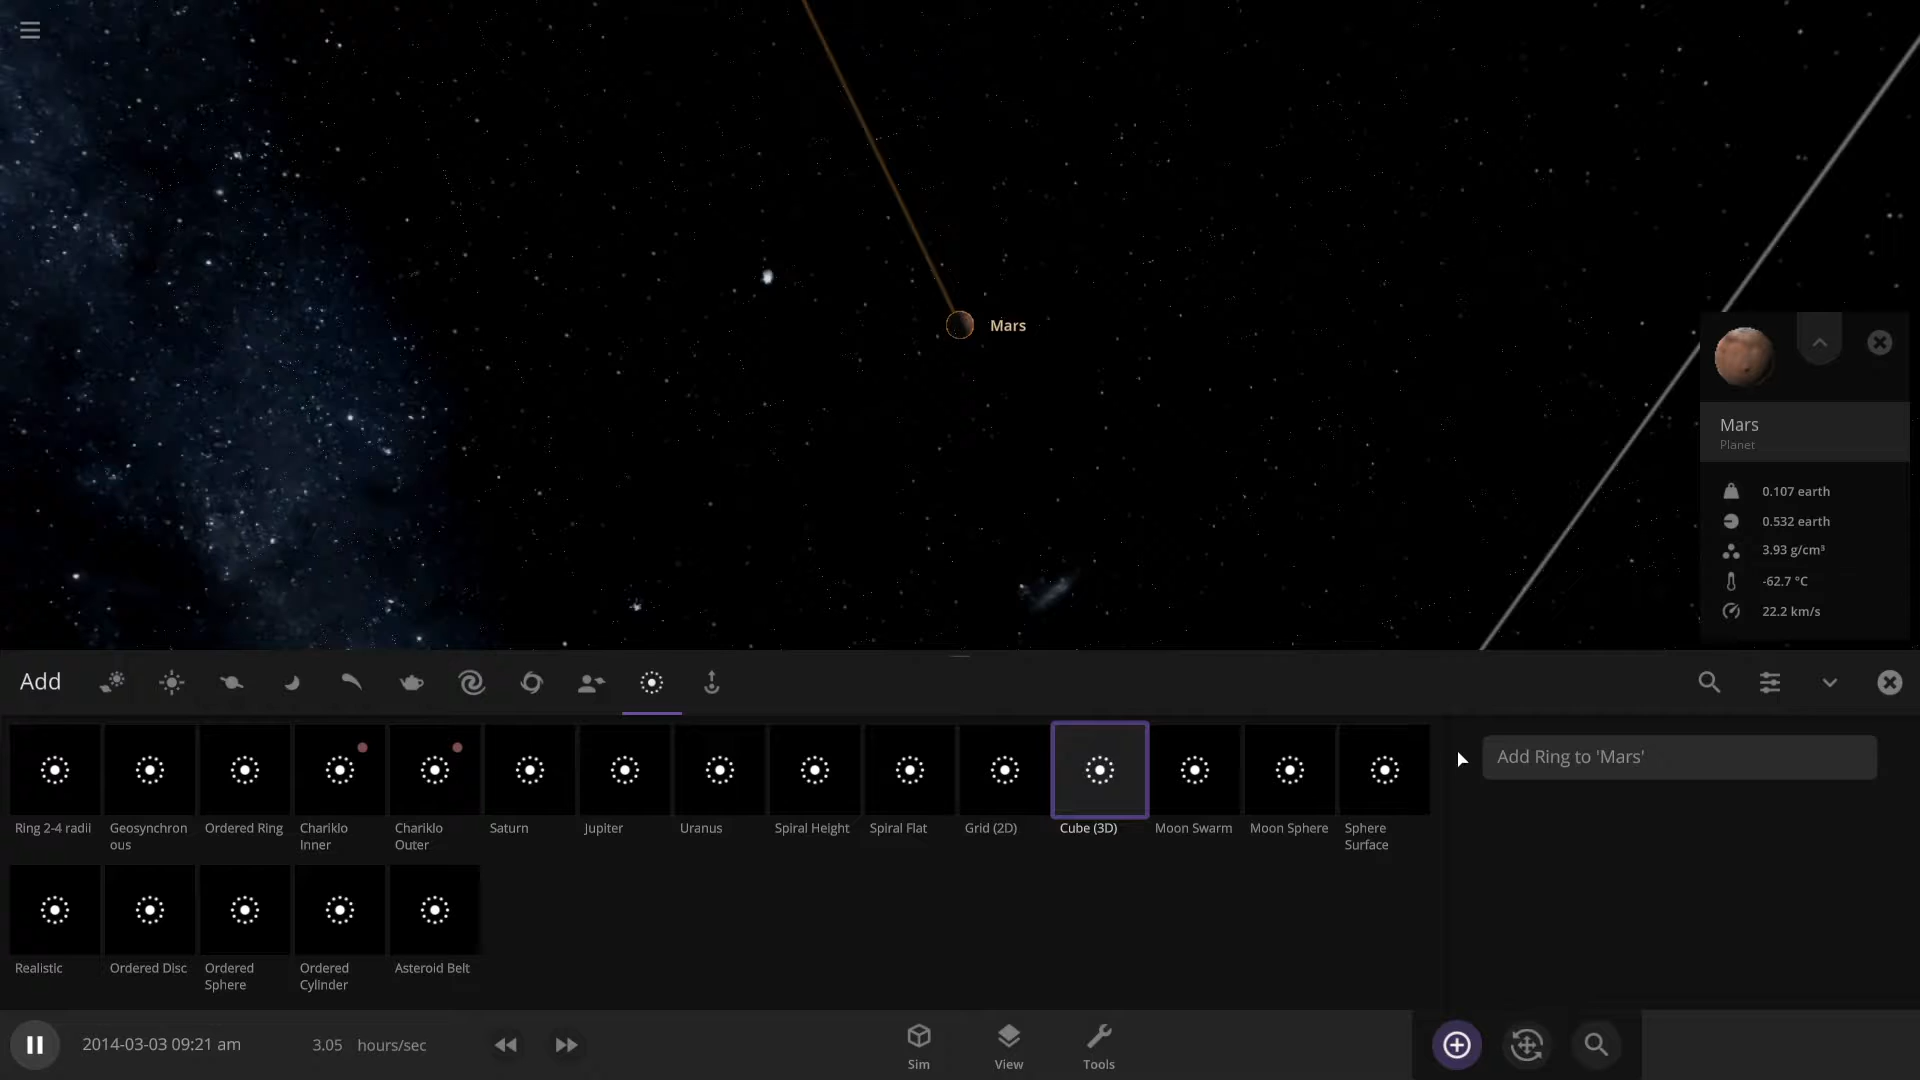 Mars
Mars
Planet
0.107 earth
0.532 earth
3.93 g/cm³
-62.7 °C
22.2 km/s
Add
Ring 2-4 radii
Geosynchron
ous
Ordered Ring
Chariklo
Inner
Chariklo
Outer
Saturn
Jupiter
Uranus
Spiral Height
Spiral Flat
Grid (2D)
Cube (3D)
Moon Swarm
Moon Sphere
Sphere
Surface
Add Ring to 'Mars'
Realistic
Ordered Disc
Ordered
Sphere
Ordered
Cylinder
Asteroid Belt
2014-03-03 09:21 am
3.05 hours/sec
Sim
View
Tools